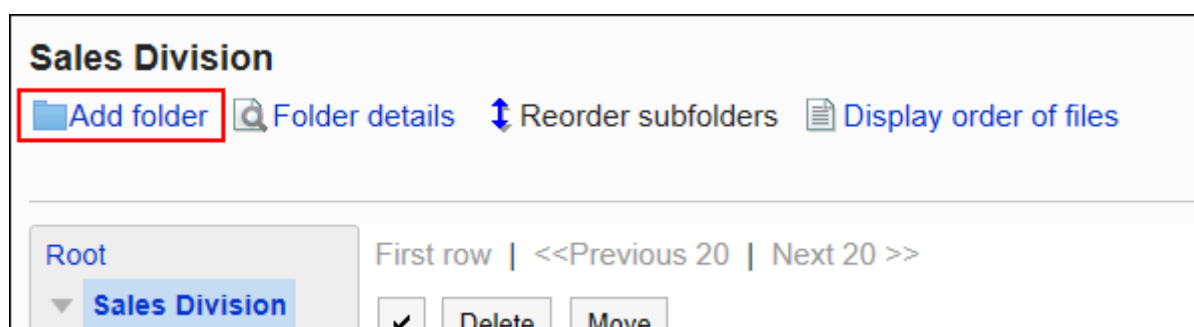 Sales Division
Add folder Folder details Reorder subfolders Display order of files
Root
First row | <<Previous 20 | Next 20 >>
Sales Division
Delete Move